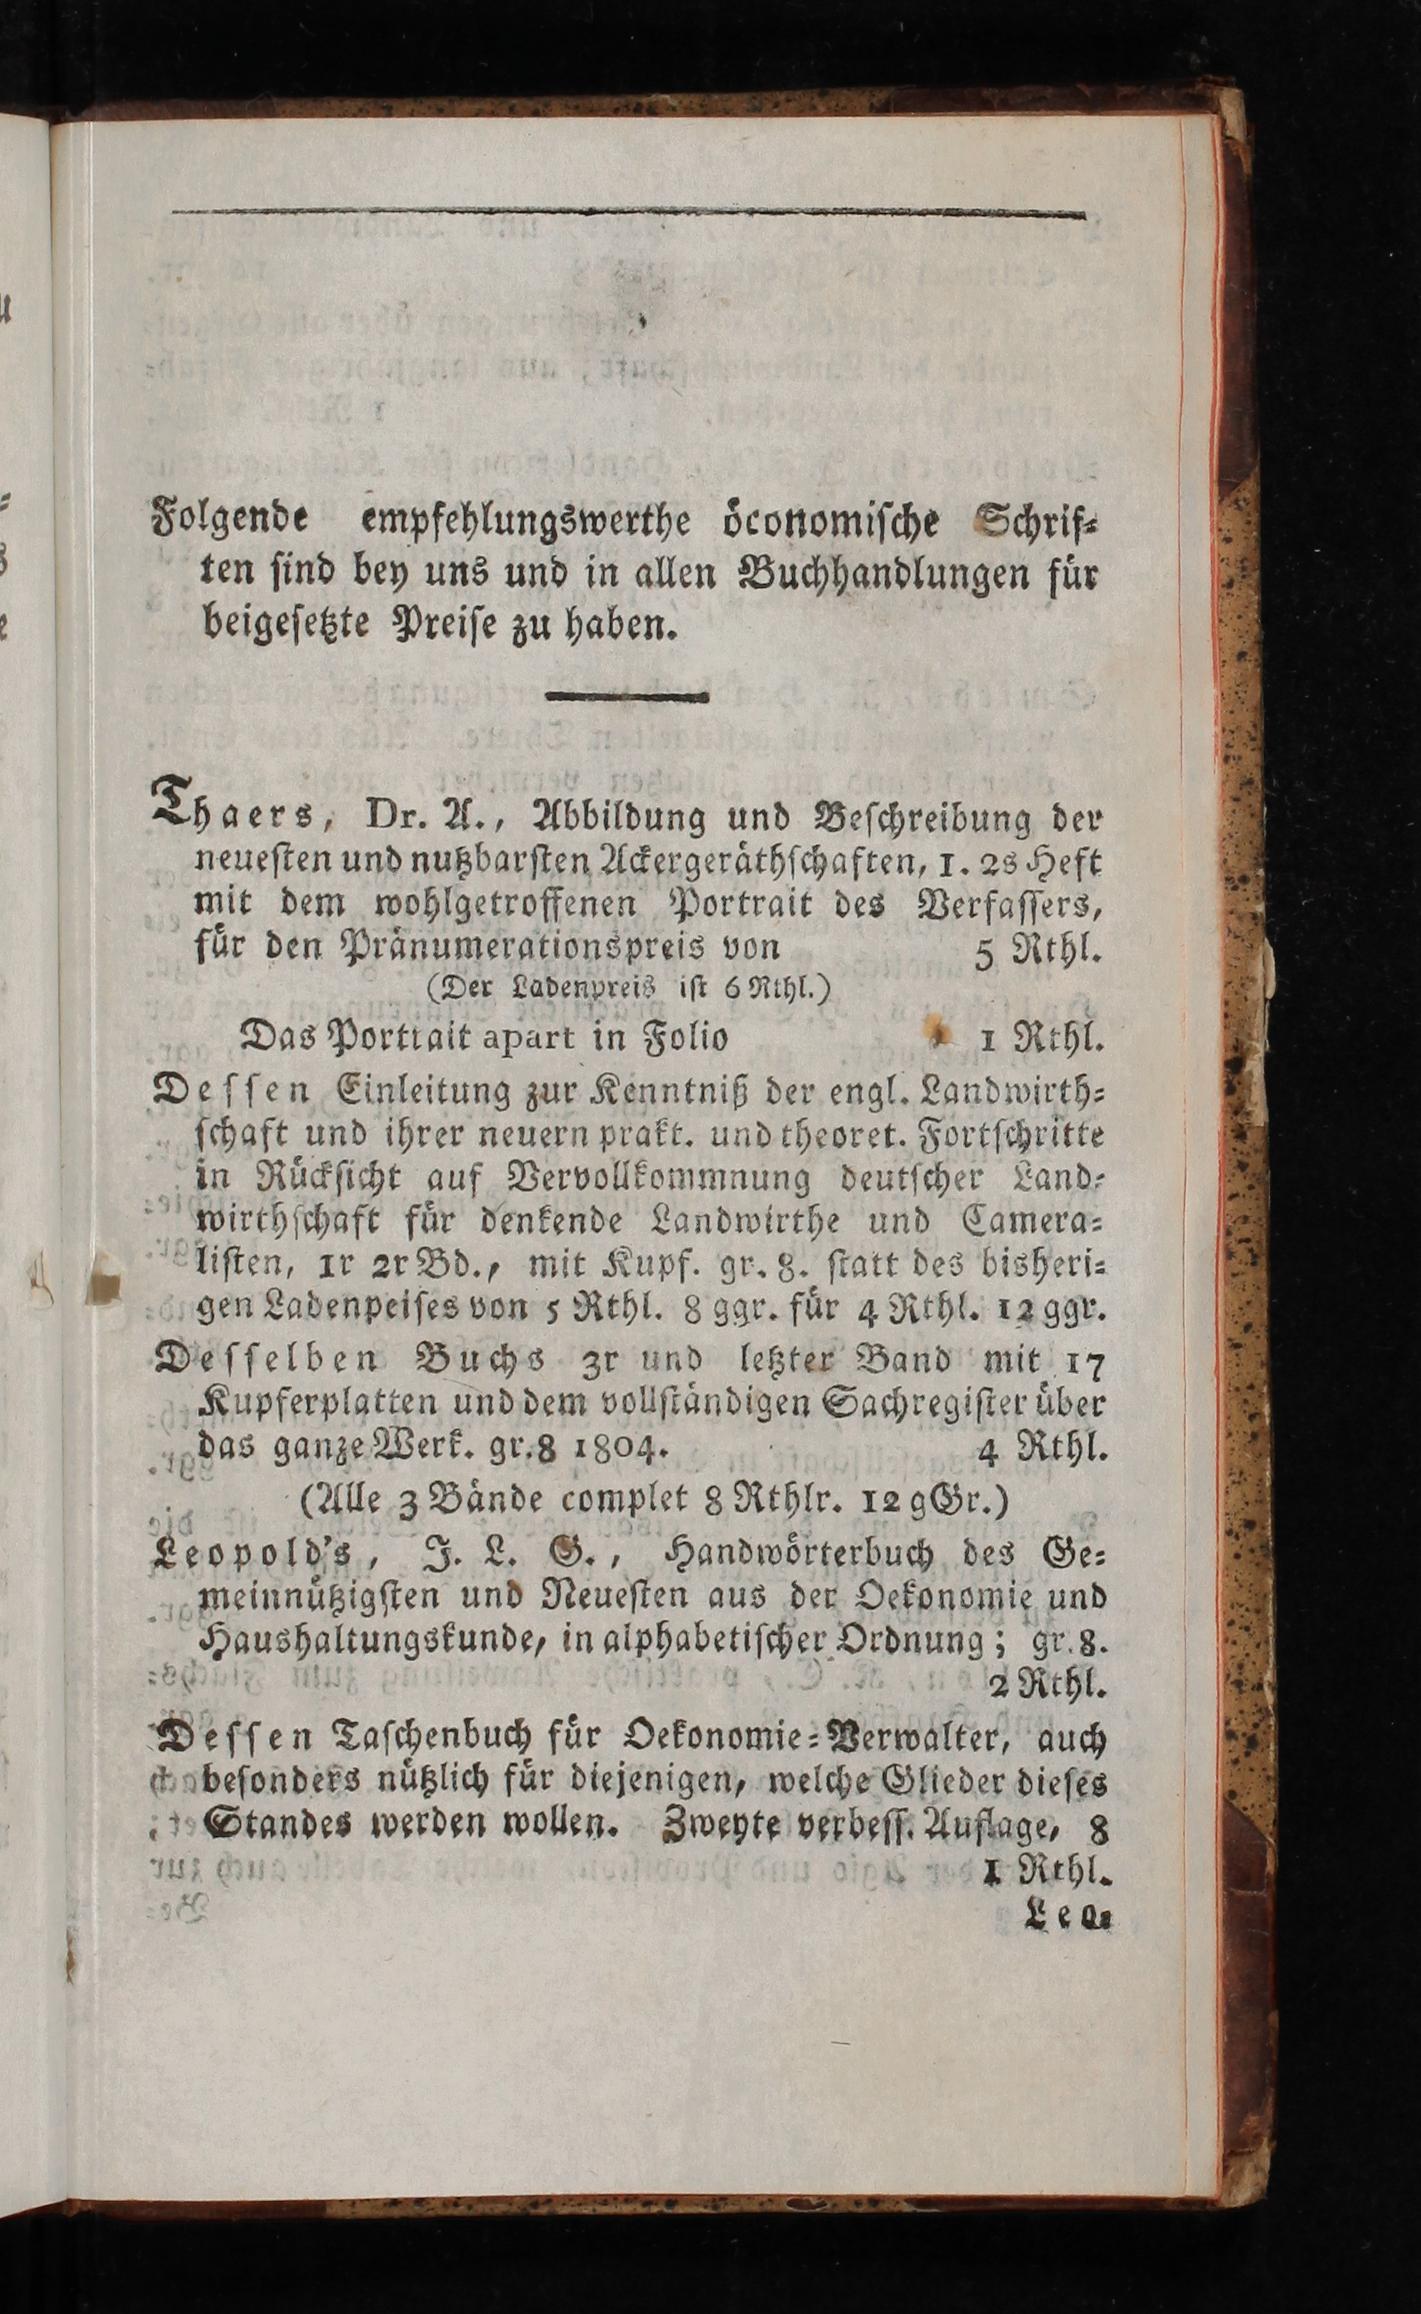 Folgende empfehlungswerthe öconomische Schrif-
ten sind bey uns und in allen Buchhandlungen für
beigesetzte Preise zu haben.
Thaers, Dr. A., Abbildung und Beschreibung der
neuesten und nutzbarsten Ackergeräthschaften, 1. 2s Heft
mit dem wohlgetroffenen Portrait des Verfassers,
für den Pränumerationspreis von 5 Rthl.
(Der Ladenpreis ist 6 Rthl.)
Das Portrait apart in Folio 1 Rthl.
Dessen Einleitung zur Kenntniß der engl. Landwirth-
schaft und ihrer neuern prakt. und theoret. Fortschritte
in Rücksicht auf Vervollkommnung deutscher Land-
wirthschaft für denkende Landwirthe und Camera-
listen, 1r 2r Bd., mit Kupf. gr. 8. statt des bisheri-
gen Ladenpeises von 5 Rthl. 8 ggr. für 4 Rthl. 12 ggr.
Desselben Buchs 3r und letzter Band mit 17
Kupferplatten und dem vollständigen Sachregister über
das ganze Werk. gr. 8 1804. 4 Rthl.
(Alle 3 Bände complet 8 Rthlr. 12 gGr.)
Leopold's, J. L. G., Handwörterbuch des Ge-
meinnützigsten und Neuesten aus der Oekonomie und
Haushaltungskunde, in alphabetischer Ordnung; gr. 8.
2 Rthl.
Dessen Taschenbuch für Oekonomie-Verwalter, auch
besonders nützlich für diejenigen, welche Glieder dieses
Standes werden wollen. Zweyte verbess. Auflage, 8
1 Rthl.
Leo-